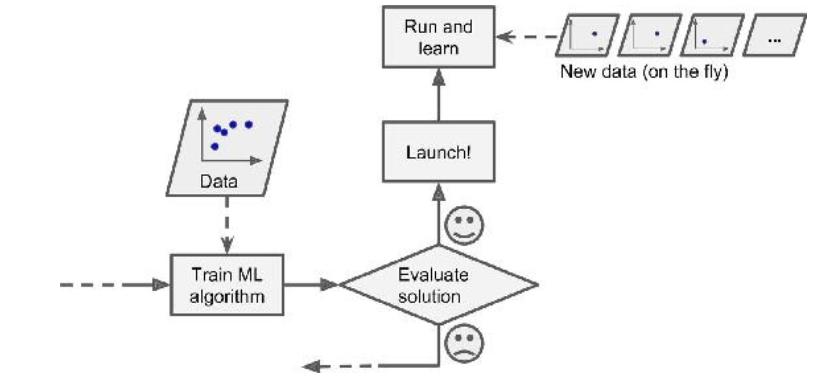 Run and
learn
...
New data (on the fly)
Launch!
Data
Train ML
algorithm
Evaluate
solution